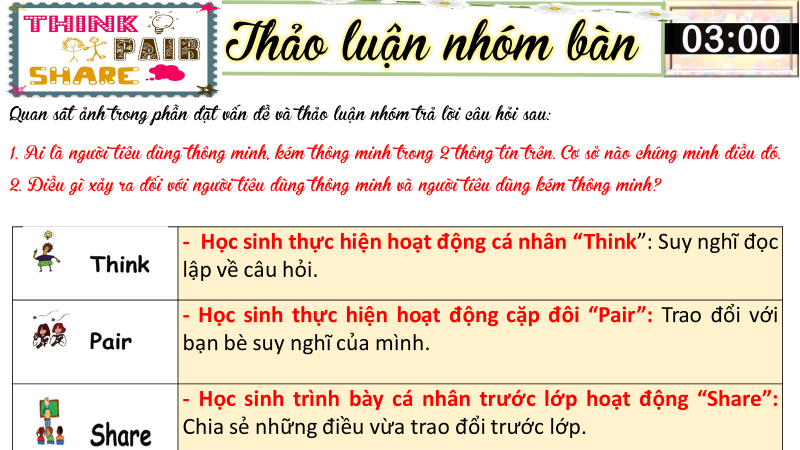 THINK
PAIR
SHARE
Thảo luận nhóm bàn
03:00
Quan sát ảnh trong phần đặt vấn đề và thảo luận nhóm trả lời câu hỏi sau:
1. Ai là người tiêu dùng thông minh, kém thông minh trong 2 thông tin trên. Cơ sở nào chứng minh điều đó.
2. Điều gì xảy ra đối với người tiêu dùng thông minh và người tiêu dùng kém thông minh?
Think
- Học sinh thực hiện hoạt động cá nhân “Think”: Suy nghĩ đọc
lập về câu hỏi.
Pair
- Học sinh thực hiện hoạt động cặp đôi “Pair”: Trao đổi với
bạn bè suy nghĩ của mình.
Share
- Học sinh trình bày cá nhân trước lớp hoạt động “Share”:
Chia sẻ những điều vừa trao đổi trước lớp.